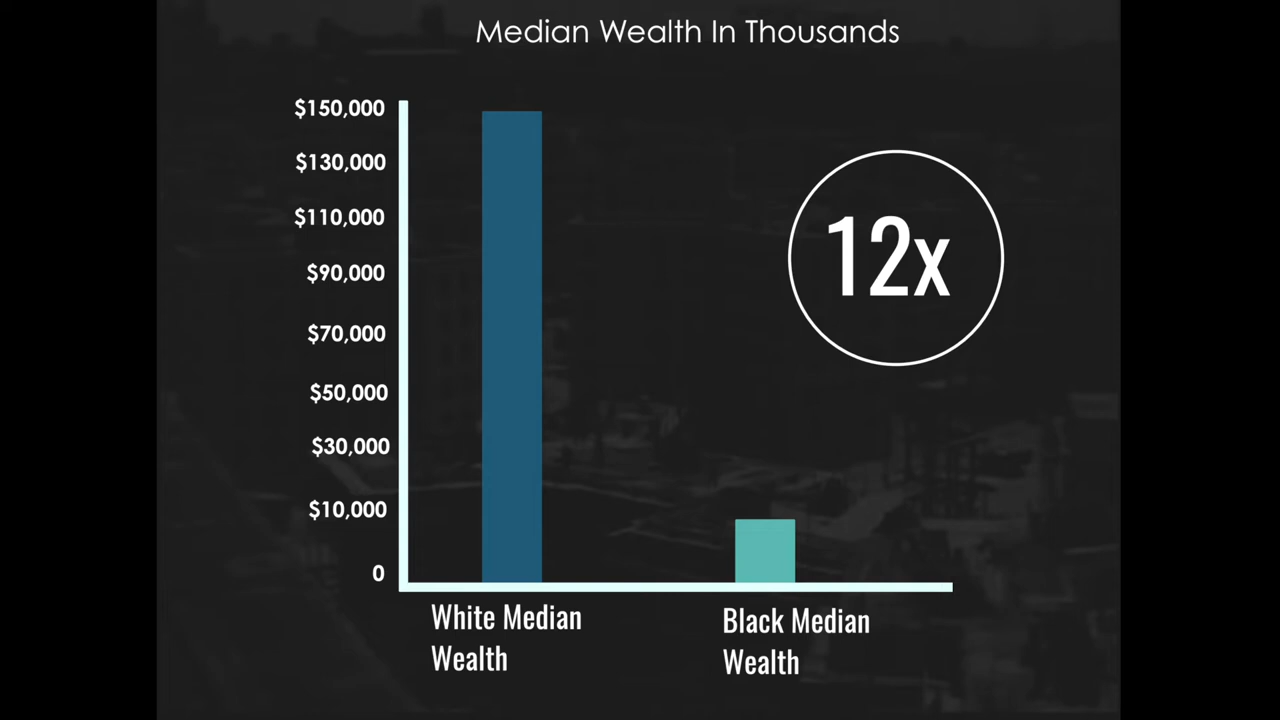 Median Wealth In Thousands
$150,000
$130,000
$110,000
$90,000
$70,000
$50,000
$30,000
$10,000
0
12x
White Median
Wealth
Black Median
Wealth